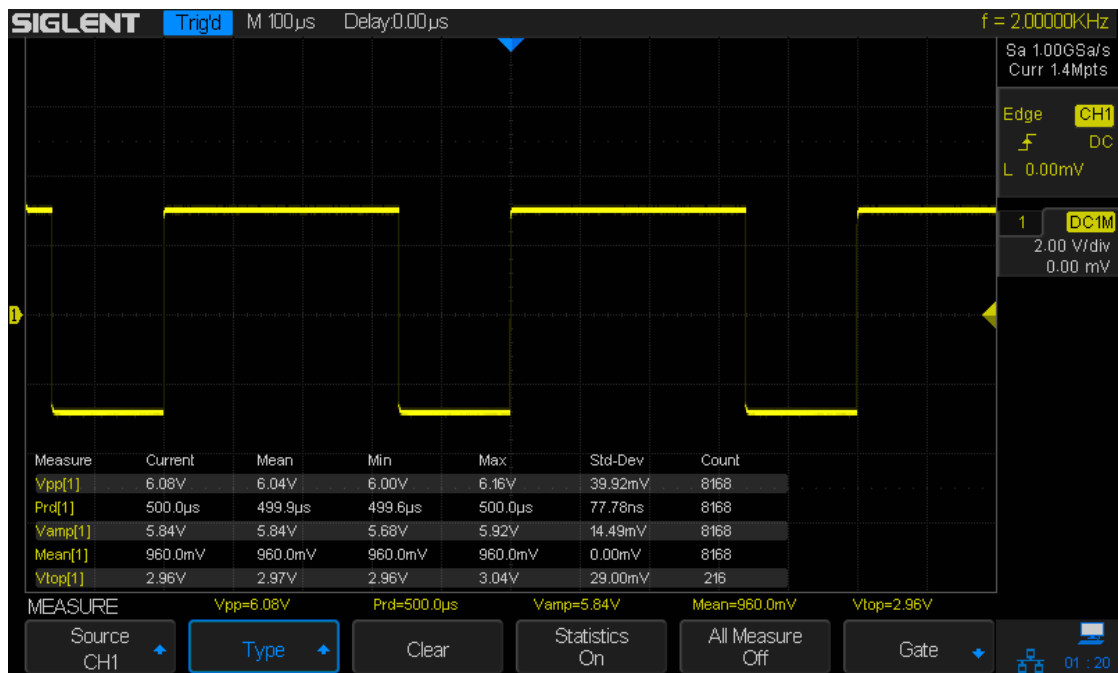 SIGLENT Trig'd M 100µs Delay:0.00µs f = 2.00000KHz
Sa 1.00GSa/s
Curr 1.4Mpts
Edge CH1
DC
L 0.00mV
1 DC1M
2.00 V/div
0.00 mV
1
Measure Current Mean Min Max Std-Dev Count
Vpp[1] 6.08V 6.04V 6.00V 6.16V 39.92mV 8168
Prd[1] 500.0µs 499.9µs 499.6µs 500.0µs 77.78ns 8168
Vamp[1] 5.84V 5.84V 5.68V 5.92V 14.49mV 8168
Mean[1] 960.0mV 960.0mV 960.0mV 960.0mV 0.00mV 8168
Vtop[1] 2.96V 2.97V 2.96V 3.04V 29.00mV 216
MEASURE Vpp=6.08V Prd=500.0µs Vamp=5.84V Mean=960.0mV Vtop=2.96V
Source Type Clear Statistics All Measure Gate
CH1 On Off
01 : 20